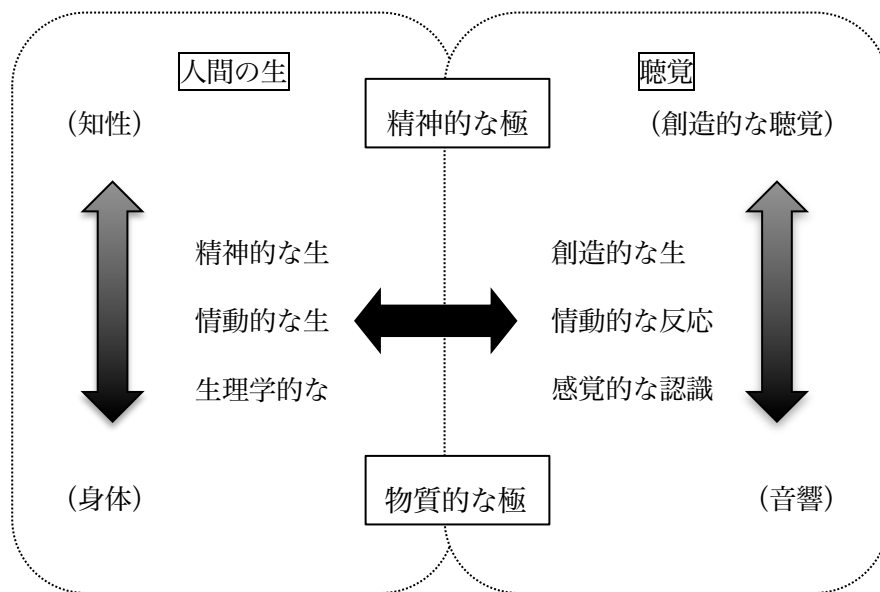 人間の生
聴覚
(知性)
精神的な極
(創造的な聴覚)
精神的な生
創造的な生
情動的な生
情動的な反応
生理学的な
感覚的な認識
(身体)
物質的な極
(音響)